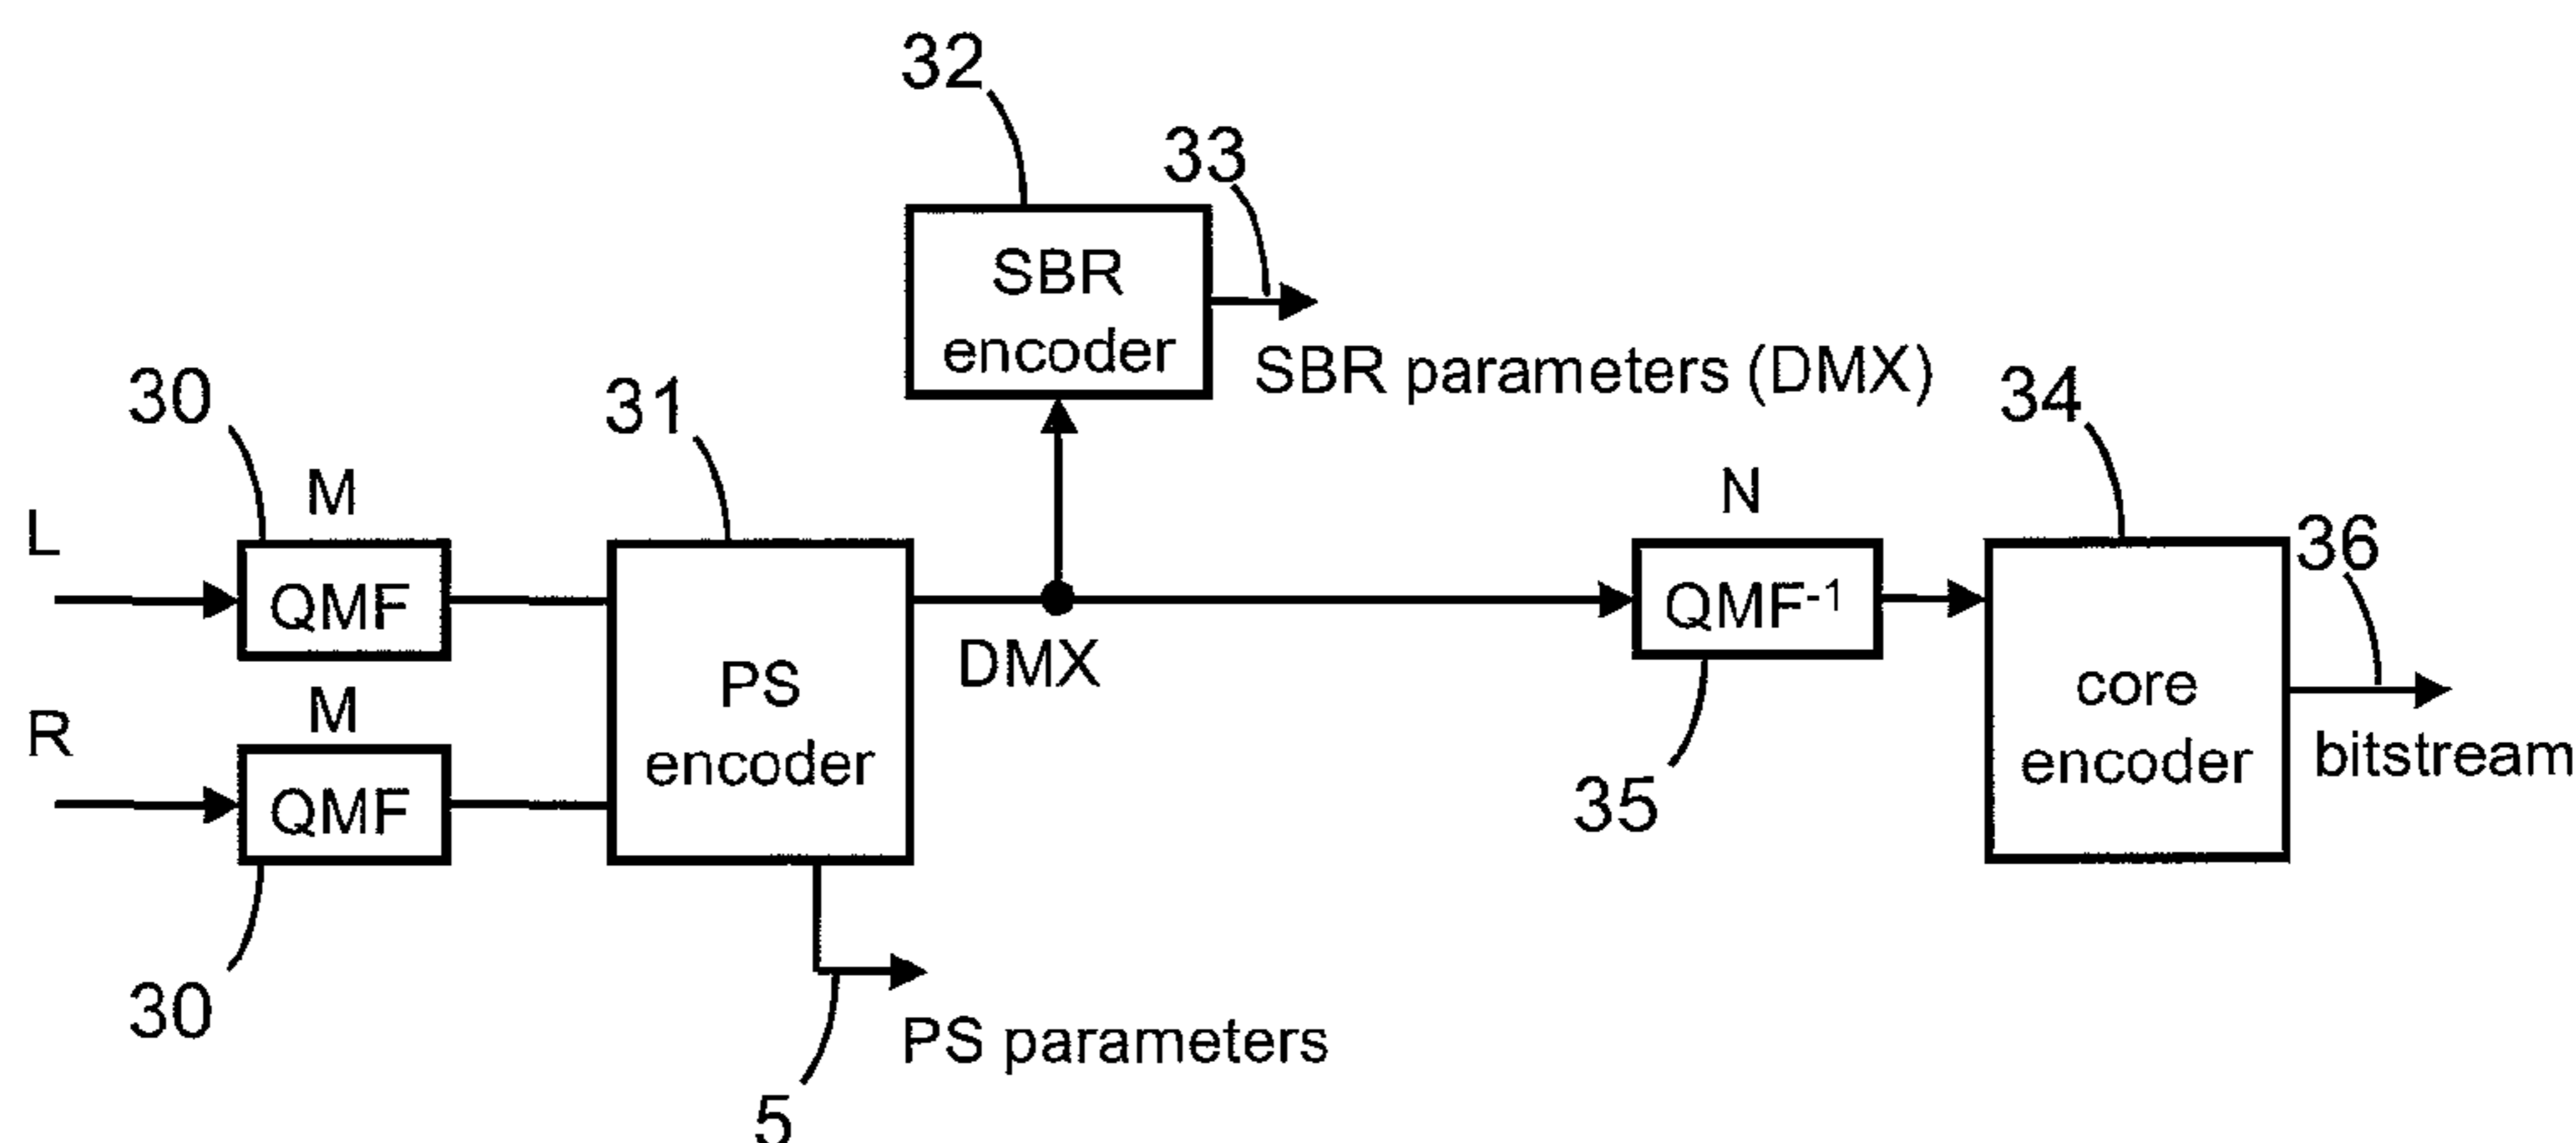 32
33
SBR
encoder
SBR parameters (DMX)
30
31
34
L
M
QMF
N
QMF-1
36
DMX
R
M
QMF
PS
encoder
core
encoder
bitstream
35
30
PS parameters
5